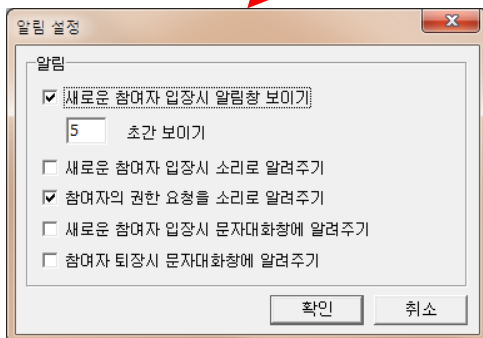 알림 설정
알림
새로운 참여자 입장시 알림창 보이기
5 초간 보이기
새로운 참여자 입장시 소리로 알려주기
참여자의 권한 요청을 소리로 알려주기
새로운 참여자 입장시 문자대화창에 알려주기
참여자 퇴장시 문자대화창에 알려주기
확인 취소